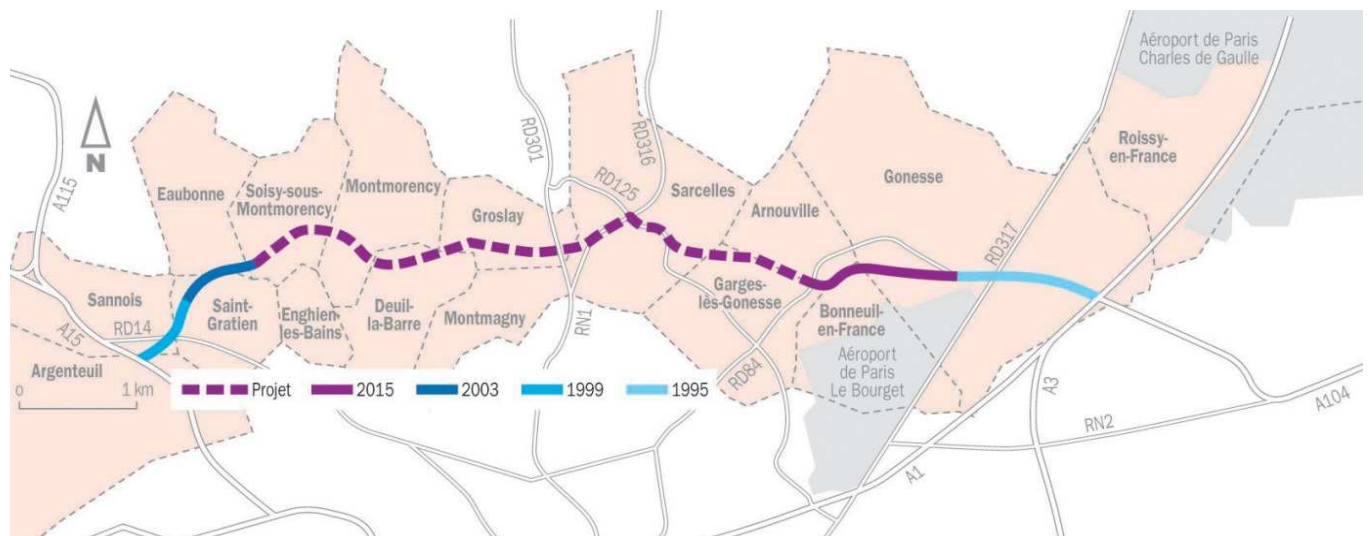 Aéroport de Paris
Charles de Gaulle
Roissy-
en-France
RD301
RD316
A115
N
Eaubonne
Soisy-sous-
Montmorency
Montmorency
Groslay
RD125
Sarcelles
Arnouville
Gonesse
RD317
Sannois
RD14
A15
Saint-
Gratien
Enghien-
les-Bains
Deuil-
la-Barre
Montmagny
RN1
Garges-
lès-Gonesse
Bonneuil-
en-France
Aéroport
de Paris
Le Bourget
RD84
Argenteuil
0
1 km
Projet
2015
2003
1999
1995
A3
A1
RN2
A104